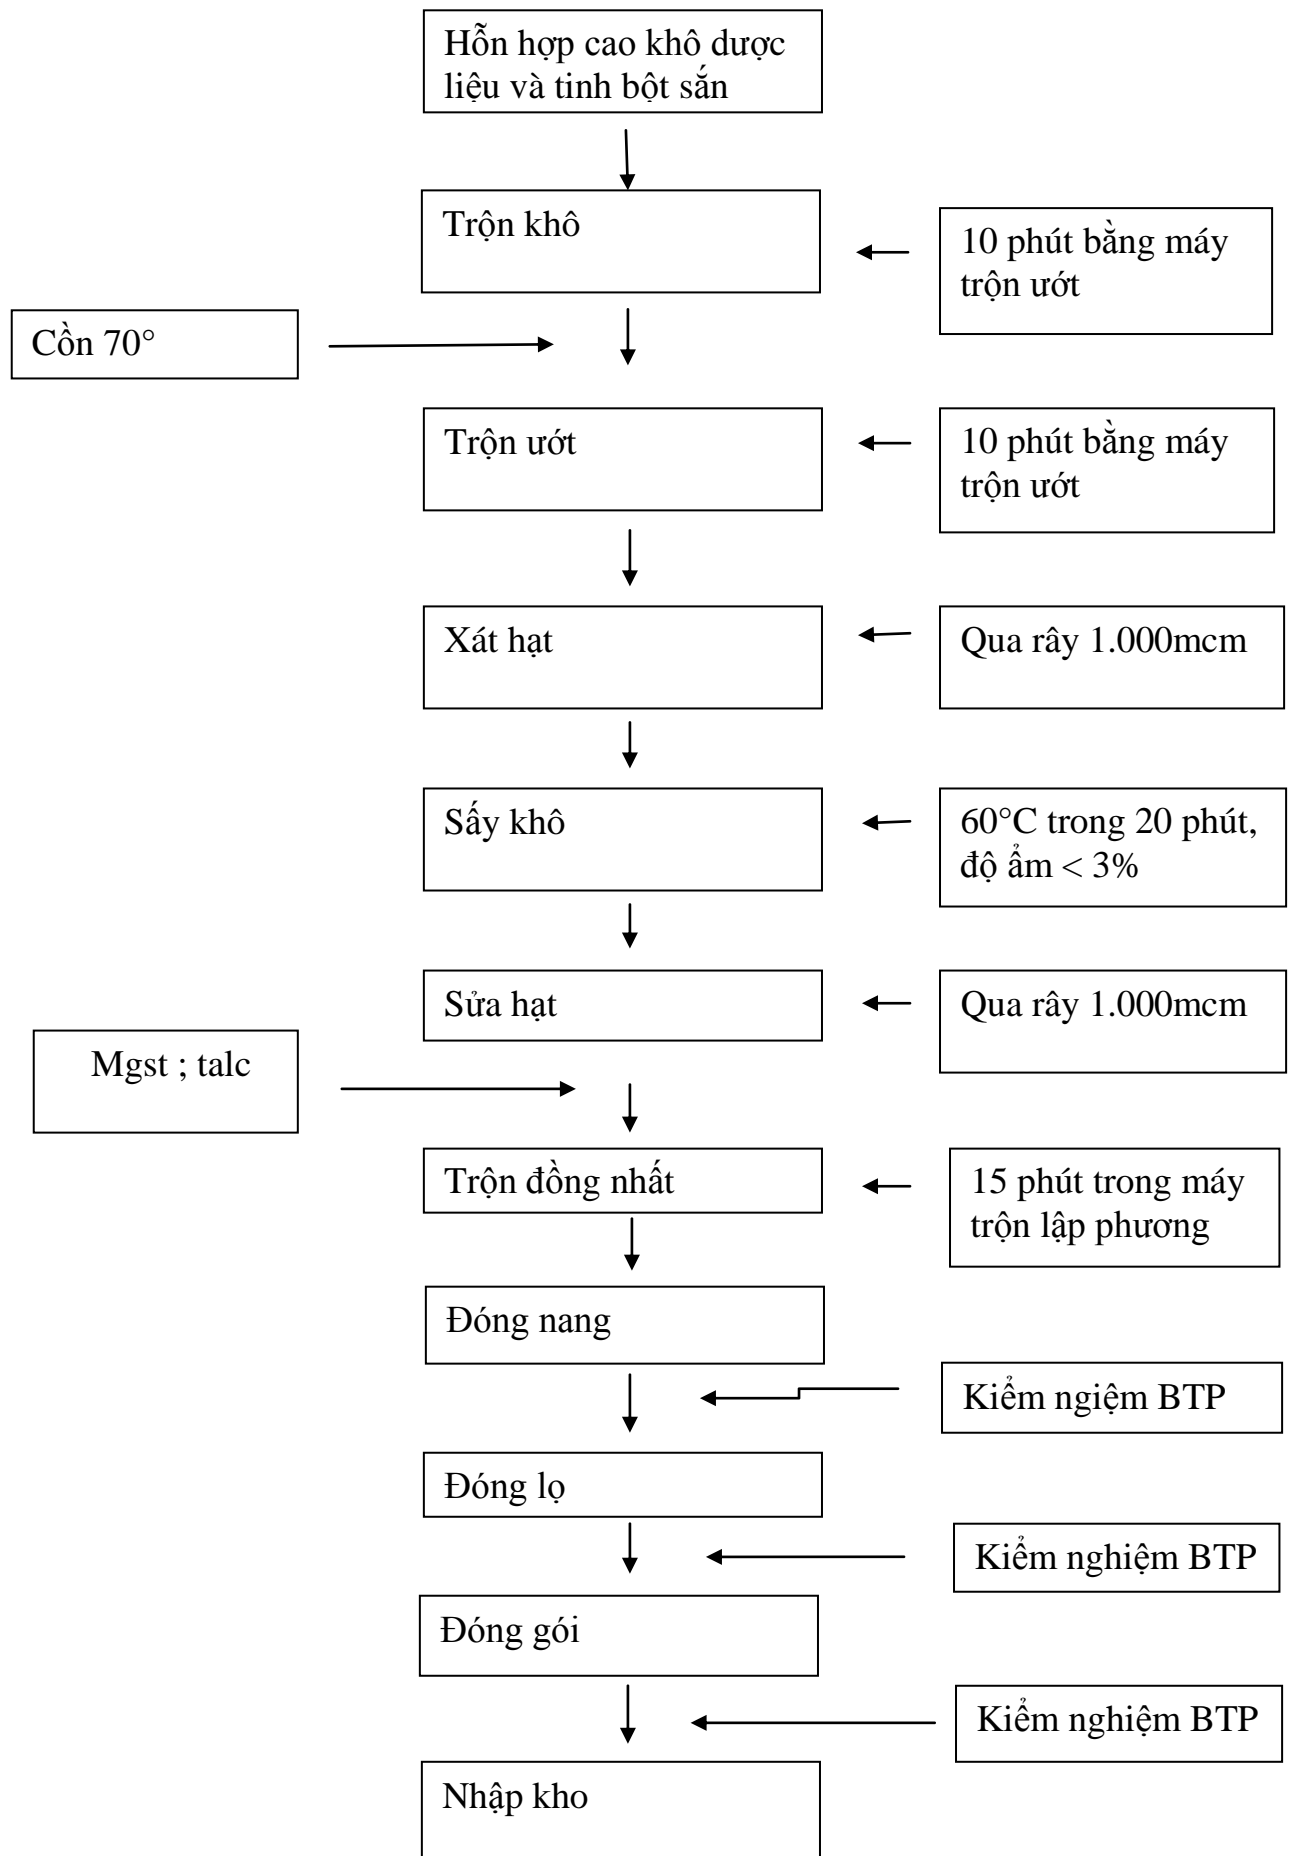 Hỗn hợp cao khô dược
liệu và tinh bột sắn
Trộn khô
10 phút bằng máy
trộn ướt
Cồn 70°
Trộn ướt
10 phút bằng máy
trộn ướt
Xát hạt
Qua rây 1.000mcm
Sấy khô
60°C trong 20 phút,
độ ẩm < 3%
Sửa hạt
Qua rây 1.000mcm
Mgst ; talc
Trộn đồng nhất
15 phút trong máy
trộn lập phương
Đóng nang
Kiểm ngiệm BTP
Đóng lọ
Kiểm nghiệm BTP
Đóng gói
Kiểm nghiệm BTP
Nhập kho